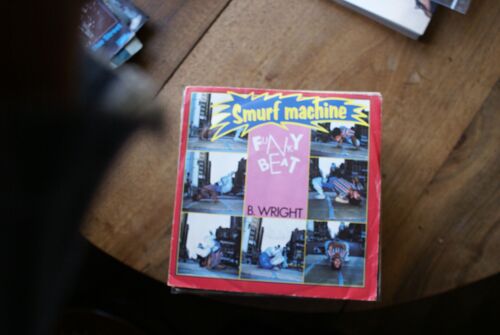 Smurf machine
FUNKY
BEAT
B. WRIGHT